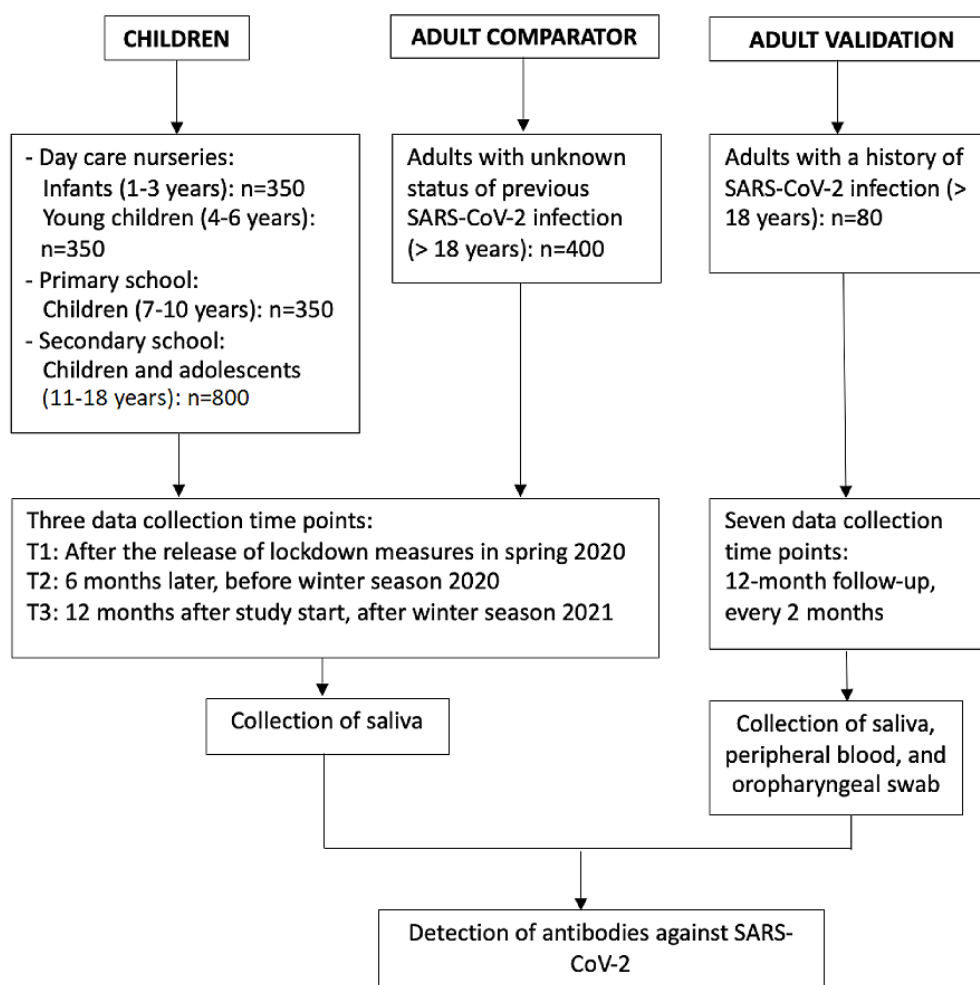 CHILDREN
ADULT COMPARATOR
ADULT VALIDATION
- Day care nurseries:
Infants (1-3 years): n=350
Young children (4-6 years):
n=350
- Primary school:
Children (7-10 years): n=350
- Secondary school:
Children and adolescents
(11-18 years): n=800
Adults with unknown
status of previous
SARS-CoV-2 infection
(> 18 years): n=400
Adults with a history of
SARS-CoV-2 infection (>
18 years): n=80
Three data collection time points:
T1: After the release of lockdown measures in spring 2020
T2: 6 months later, before winter season 2020
T3: 12 months after study start, after winter season 2021
Seven data collection
time points:
12-month follow-up,
every 2 months
Collection of saliva
Collection of saliva,
peripheral blood, and
oropharyngeal swab
Detection of antibodies against SARS-
CoV-2